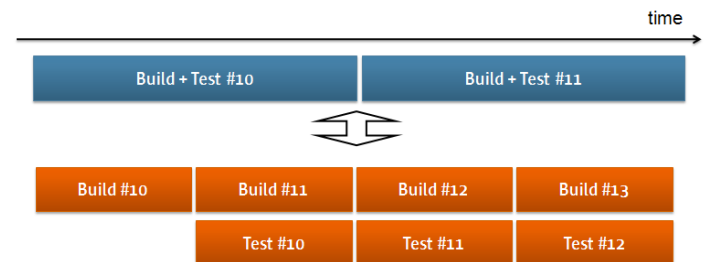 time
Build + Test #10 Build + Test #11
Build #10 Build #11 Build #12 Build #13
Test #10 Test #11 Test #12